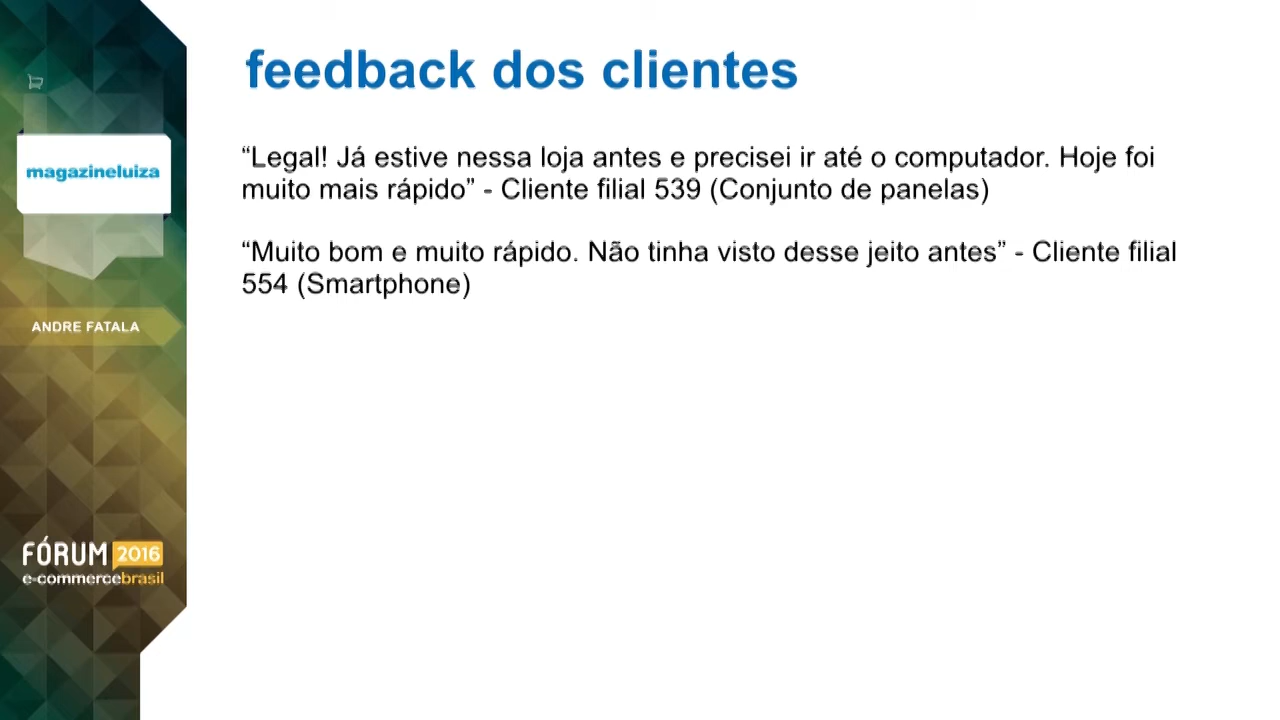 feedback dos clientes
“Legal! Já estive nessa loja antes e precisei ir até o computador. Hoje foi
muito mais rápido” - Cliente filial 539 (Conjunto de panelas)
“Muito bom e muito rápido. Não tinha visto desse jeito antes” - Cliente filial
554 (Smartphone)
magazineluiza
ANDRE FATALA
FÓRUM 2016
e-commercebrasil